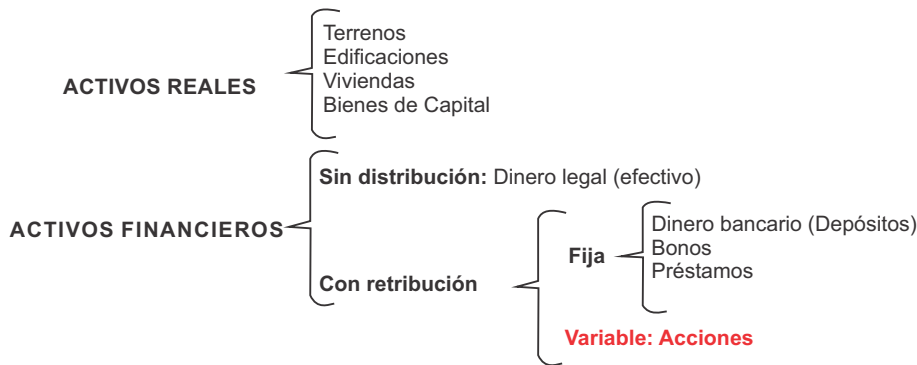 ACTIVOS REALES
Terrenos
Edificaciones
Viviendas
Bienes de Capital
ACTIVOS FINANCIEROS
Sin distribución: Dinero legal (efectivo)
Con retribución
Fija
Dinero bancario (Depósitos)
Bonos
Préstamos
Variable: Acciones